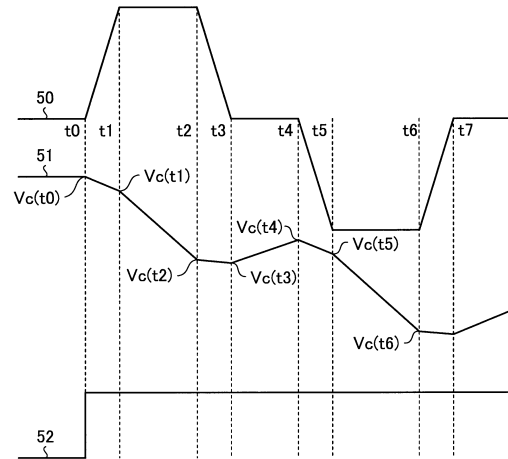 50
t0 t1 t2 t3 t4 t5 t6 t7
51
Vc(t0)
Vc(t1)
Vc(t2)
Vc(t3)
Vc(t4)
Vc(t5)
Vc(t6)
52